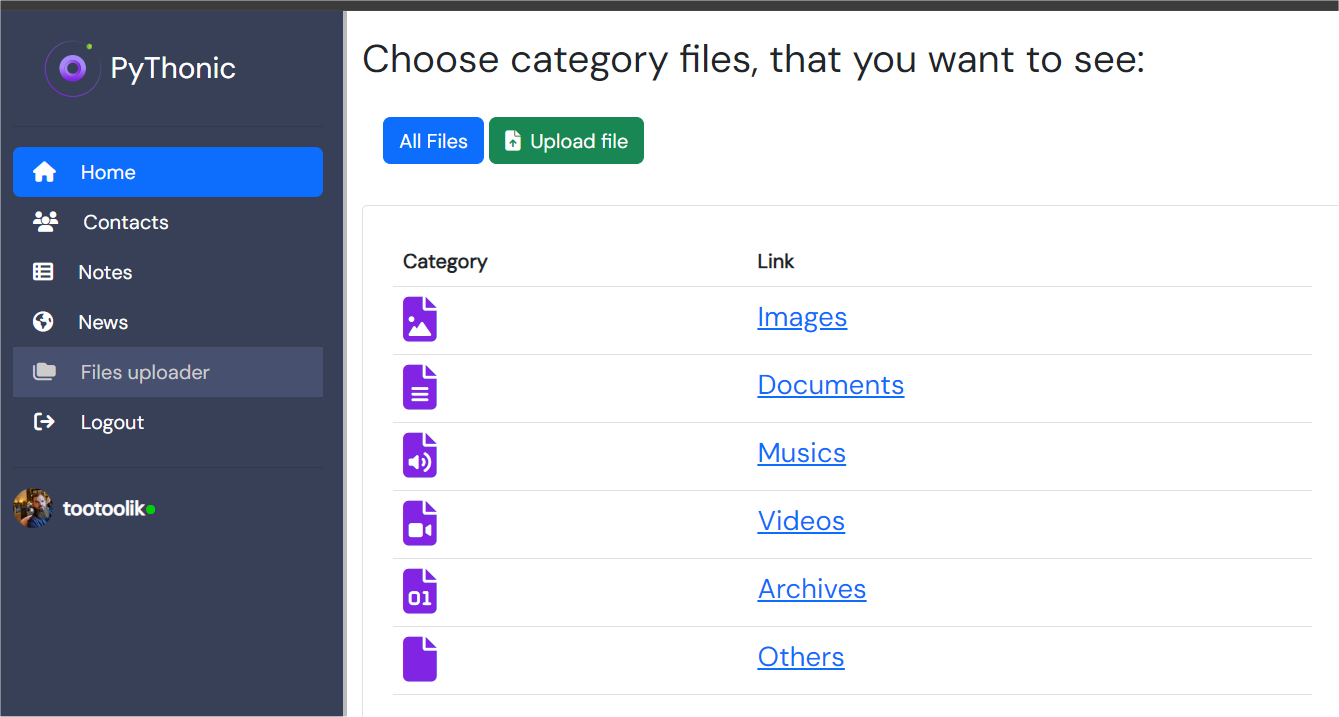 PyThonic
Home
Contacts
Notes
News
Files uploader
Logout
tootoolik
Choose category files, that you want to see:
All Files Upload file
Category Link
Images
Documents
Musics
Videos
01 Archives
Others